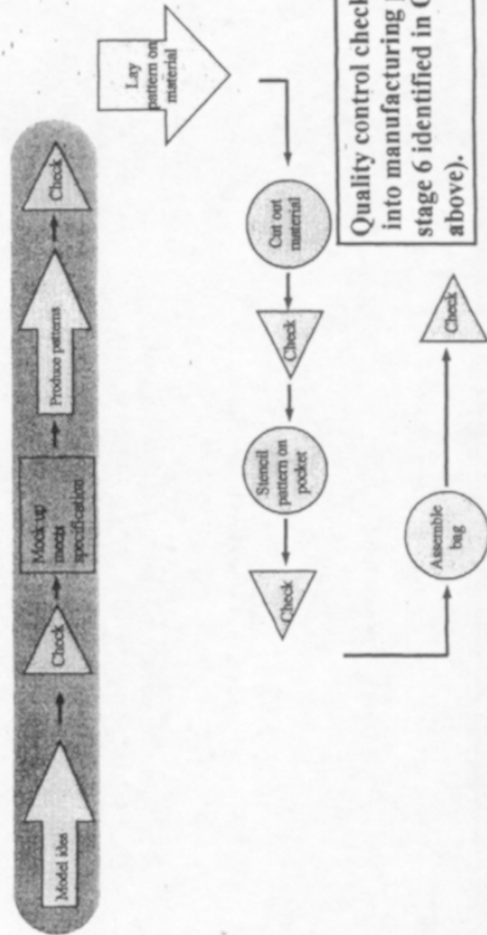 Model idea
Check
Mock up
meets
specification
Produce patterns
Check
Lay
pattern on
material
Cut out
material
Check
Stencil
pattern on
pocket
Check
Assemble
bag
Check
Quality control check
into manufacturing
stage 6 identified in
above).